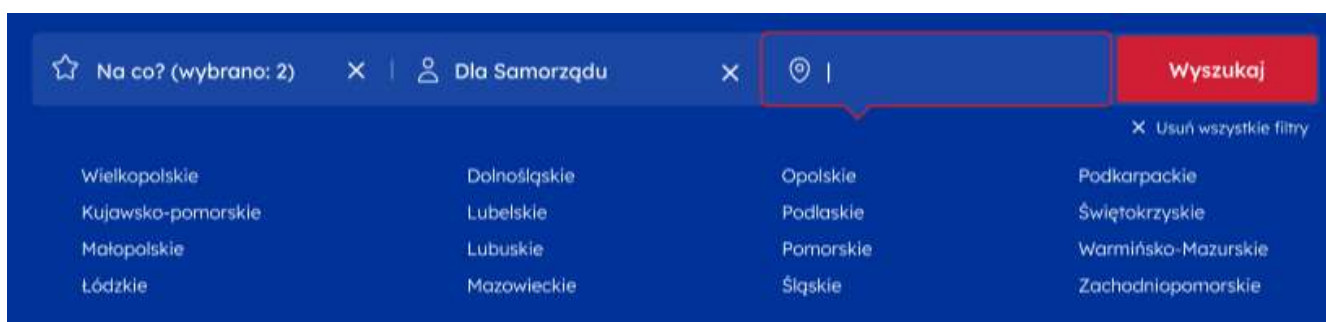 Na co? (wybrano: 2) Dla Samorządu Wyszukaj
Usuń wszystkie filtry
Wielkopolskie Dolnośląskie Opolskie Podkarpackie
Kujawsko-pomorskie Lubelskie Podlaskie Świętokrzyskie
Małopolskie Lubuskie Pomorskie Warmińsko-Mazurskie
Łódzkie Mazowieckie Śląskie Zachodniopomorskie